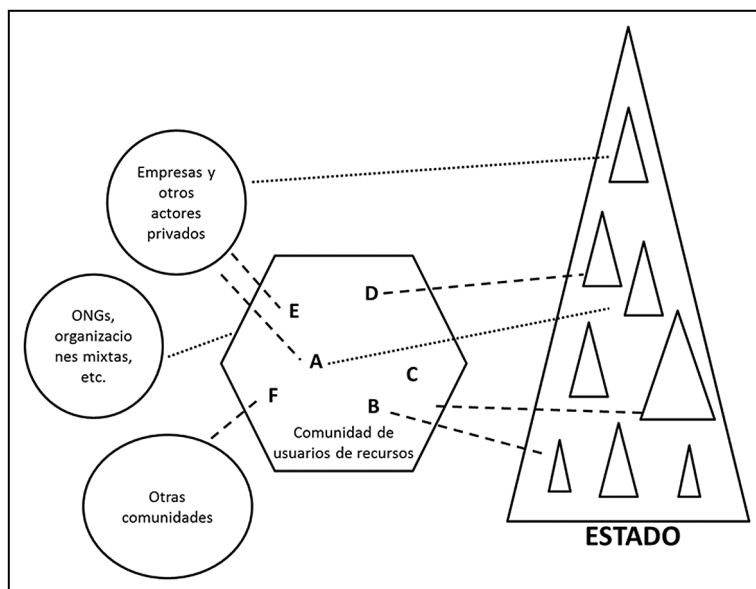 Empresas y
otros
actores
privados
ONGs,
organizacio
nes mixtas,
etc.
Otras
comunidades
D
E
A
C
F
B
Comunidad de
usuarios de recursos
ESTADO